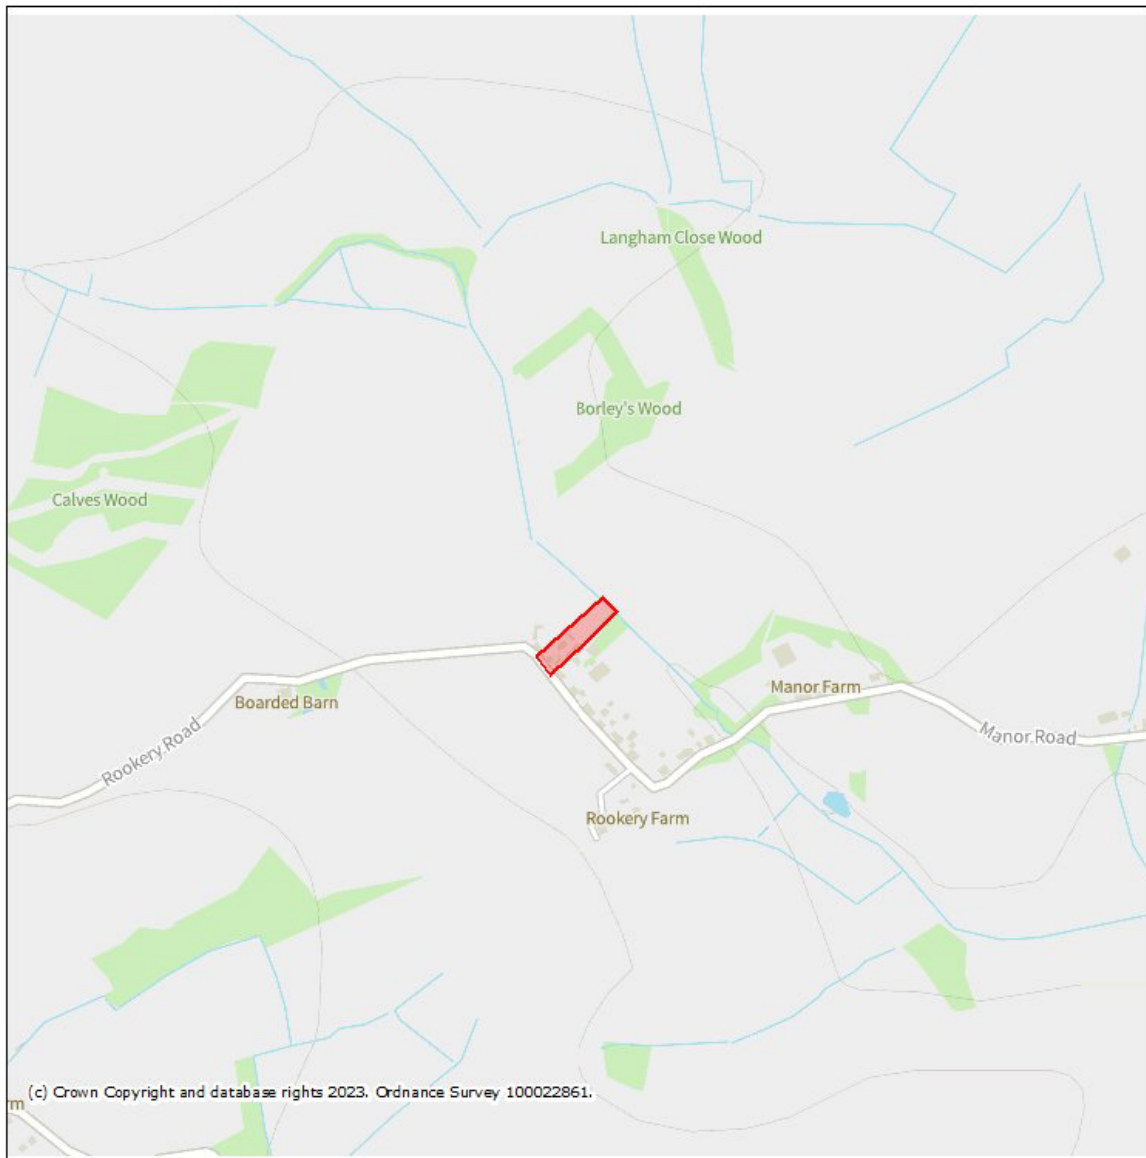 Langham Close Wood
Borley's Wood
Calves Wood
Manor Farm
Boarded Barn
Manor Road
Rookery Road
Rookery Farm
(c) Crown Copyright and database rights 2023. Ordnance Survey 100022861.
rm